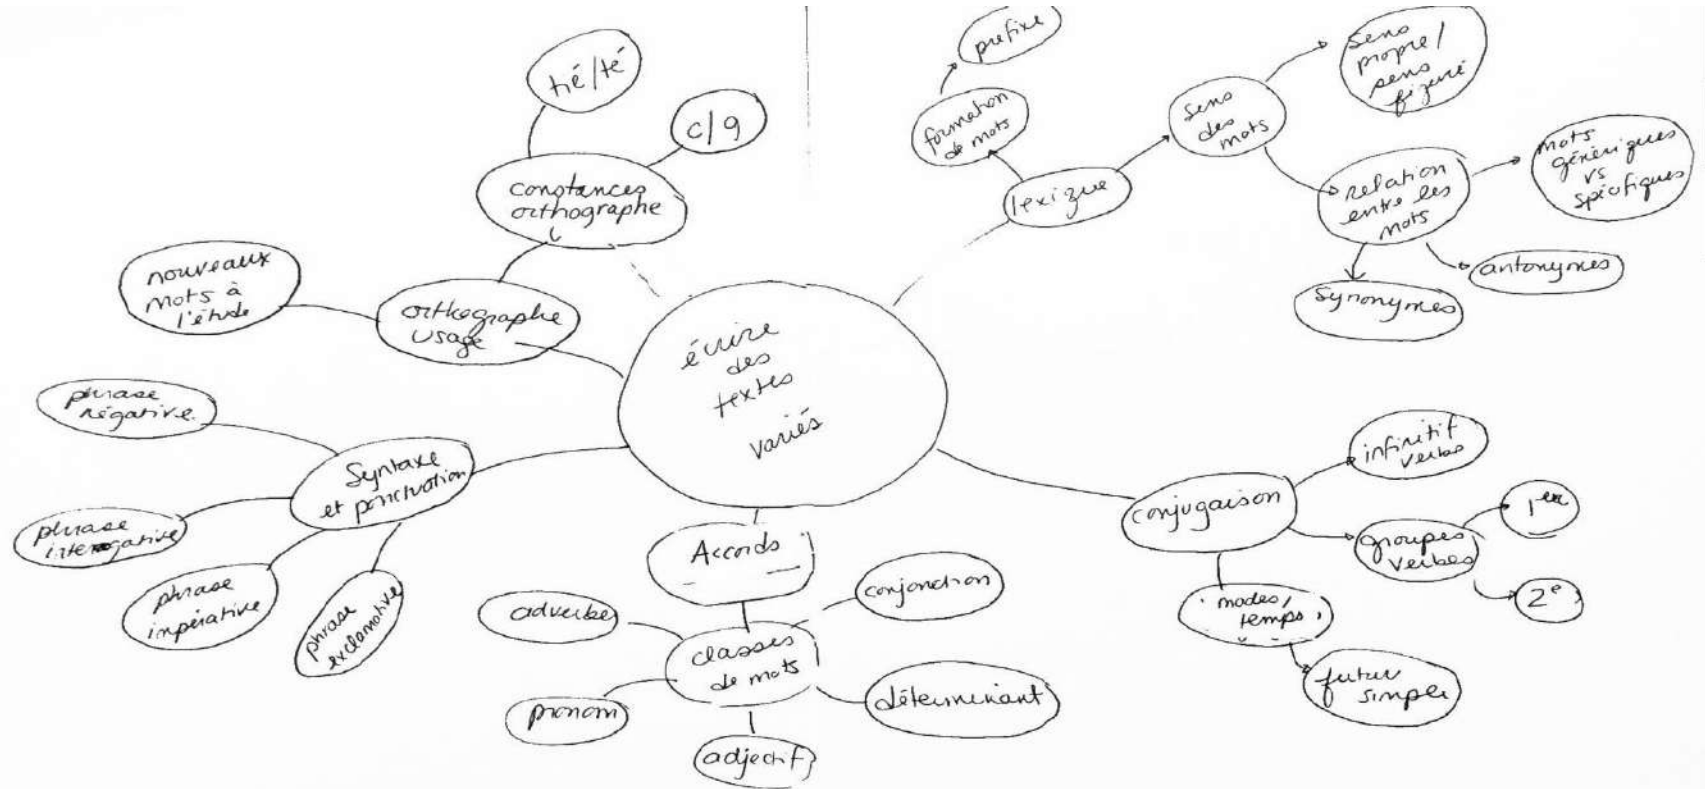 tié/té
c/g
constances
orthographe
nouveaux
mots à
l'étude
orthographe
usage
préfixe
formation
de mots
lexique
sens
des
mots
sens
propre/
sens
figuré
relation
entre les
mots
mots
génériques
vs
spécifiques
antonymes
synonymes
écrire
des
textes
variés
phrase
négative
Syntaxe
et ponctuation
phrase
interrogative
phrase
impérative
phrase
exclamative
Accords
classes
de mots
adverbe
conjonction
pronom
déterminant
adjectif
conjugaison
infinitif
verbes
groupes
verbes
1er
2e
modes,
temps
futur
simple